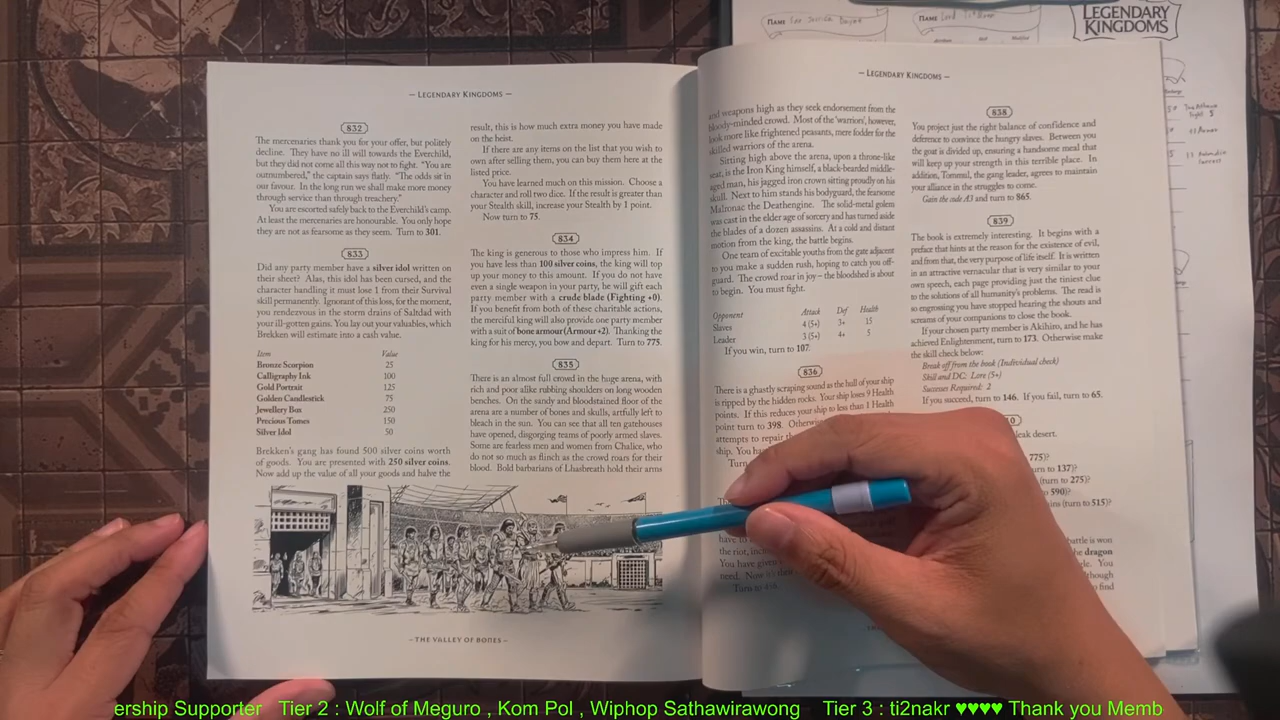 – LEGENDARY KINGDOMS –
832
The mercenaries thank you for your offer, but politely
decline. They have no ill will towards the Everchild,
but they did not come all this way not to fight. “You are
outnumbered,” the captain says flatly. “The odds sit in
our favour. In the long run we shall make more money
through service than through treachery.”
You are escorted safely back to the Everchild’s camp.
At least the mercenaries are honourable. You only hope
they are not as fearsome as they seem. Turn to 301.
833
Did any party member have a silver idol written on
their sheet? Alas, this idol has been cursed, and the
character handling it must lose 1 from their Survival
skill permanently. Ignorant of this loss, for the moment,
you rendezvous in the storm drains of Saltdad with
your ill-gotten gains. You lay out your valuables, which
Brekken will estimate into a cash value.
Item Value
Bronze Scorpion 25
Calligraphy Ink 100
Gold Portrait 125
Golden Candlestick 75
Jewellery Box 250
Precious Tomes 150
Silver Idol 50
Brekken’s gang has found 500 silver coins worth
of goods. You are presented with 250 silver coins.
Now add up the value of all your goods and halve the
result, this is how much extra money you have made
on the heist.
If there are any items on the list that you wish to
own after selling them, you can buy them here at the
listed price.
You have learned much on this mission. Choose a
character and roll two dice. If the result is greater than
your Stealth skill, increase your Stealth by 1 point.
Now turn to 75.
834
The king is generous to those who impress him. If
you have less than 100 silver coins, the king will top
up your money to this amount. If you do not have
even a single weapon in your party, he will gift each
party member with a crude blade (Fighting +0).
If you benefit from both of these charitable actions,
the merciful king will also provide one party member
with a suit of bone armour (Armour +2). Thanking the
king for his mercy, you bow and depart. Turn to 775.
835
There is an almost full crowd in the huge arena, with
rich and poor alike rubbing shoulders on long wooden
benches. On the sandy and bloodstained floor of the
arena are a number of bones and skulls, artfully left to
bleach in the sun. You can see that all ten gatehouses
have opened, disgorging teams of poorly armed slaves.
Some are fearless men and women from Chalice, who
do not so much as flinch as the crowd roars for their
blood. Bold barbarians of Lhasbreath hold their arms
– THE VALLEY OF BONES –
– LEGENDARY KINGDOMS –
and weapons high as they seek endorsement from the
bloody-minded crowd. Most of the ‘warriors’, however,
look more like frightened peasants, mere fodder for the
skilled warriors of the arena.
Sitting high above the arena, upon a throne-like
seat, is the Iron King himself, a black-bearded middle-
aged man, his jagged iron crown sitting proudly on his
skull. Next to him stands his bodyguard, the fearsome
Malronac the Deathengine. The solid-metal golem
was cast in the elder age of sorcery and has turned aside
the blades of a dozen assassins. At a cold and distant
motion from the king, the battle begins.
One team of excitable youths from the gate adjacent
to you make a sudden rush, hoping to catch you off-
guard. The crowd roar in joy – the bloodshed is about
to begin. You must fight.
Opponent Attack Def Health
Slaves 4 (5+) 3+ 15
Leader 3 (5+) 4+ 5
If you win, turn to 107.
836
There is a ghastly scraping sound as the hull of your ship
is ripped by the hidden rocks. Your ship loses 9 Health
points. If this reduces your ship to less than 1 Health
point turn to 398.
attempts to repair
ship. You
Turn
have to
the riot,
You have
need. Now
Turn to
838
You project just the right balance of confidence and
deference to convince the hungry slaves. Between you
the goat is divided up, ensuring a handsome meal that
will keep up your strength in this terrible place. In
addition, Tommul, the gang leader, agrees to maintain
your alliance in the struggles to come.
Gain the code A3 and turn to 865.
839
The book is extremely interesting. It begins with a
preface that hints at the reason for the existence of evil,
and from that, the very purpose of life itself. It is written
in an attractive vernacular that is very similar to your
own speech, each page providing just the tiniest clue
to the solutions of all humanity’s problems. The read is
so engrossing you have stopped hearing the shouts and
screams of your companions to close the book.
If your chosen party member is Akihiro, and he has
achieved Enlightenment, turn to 173. Otherwise make
the skill check below:
Break off from the book (Individual check)
Skill and DC: Lore (5+)
Successes Required: 2
If you succeed, turn to 146. If you fail, turn to 65.
desert.
775)?
turn to 137)?
(turn to 275)?
590)?
(turn to 515)?
battle is won
dragon
You
find
NAME
NAME
LEGENDARY
KINGDOMS
ership Supporter Tier 2 : Wolf of Meguro , Kom Pol , Wiphop Sathawirawong Tier 3 : ti2nakr ♥♥♥♥ Thank you Memb